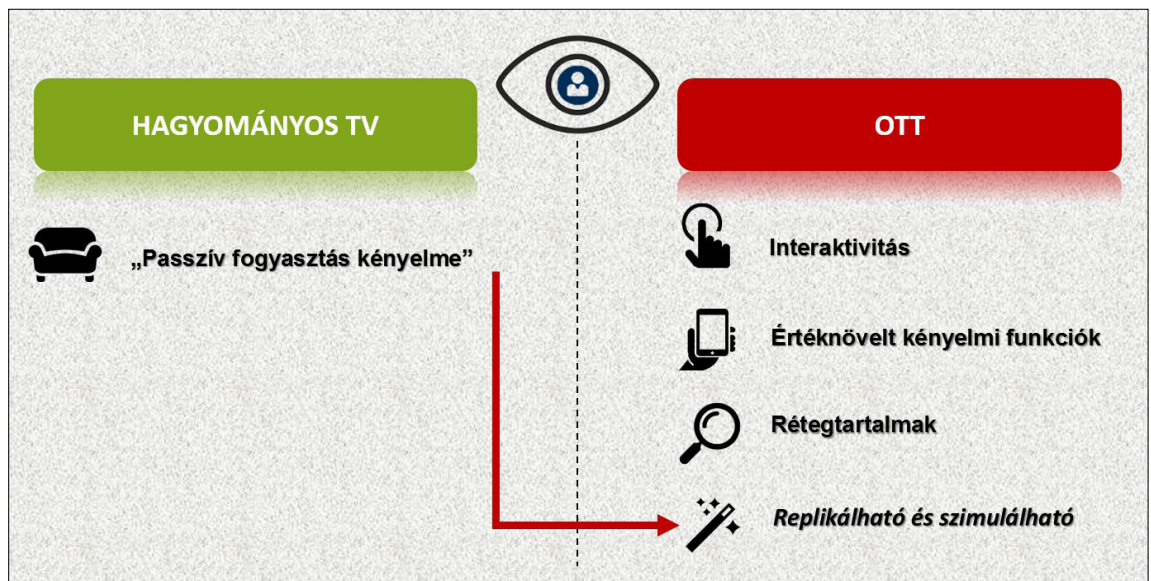 HAGYOMÁNYOS TV
„Passzív fogyasztás kényelme”
OTT
Interaktivitás
Értéknövelt kényelmi funkciók
Rétegtartalmak
Replikálható és szimulálható